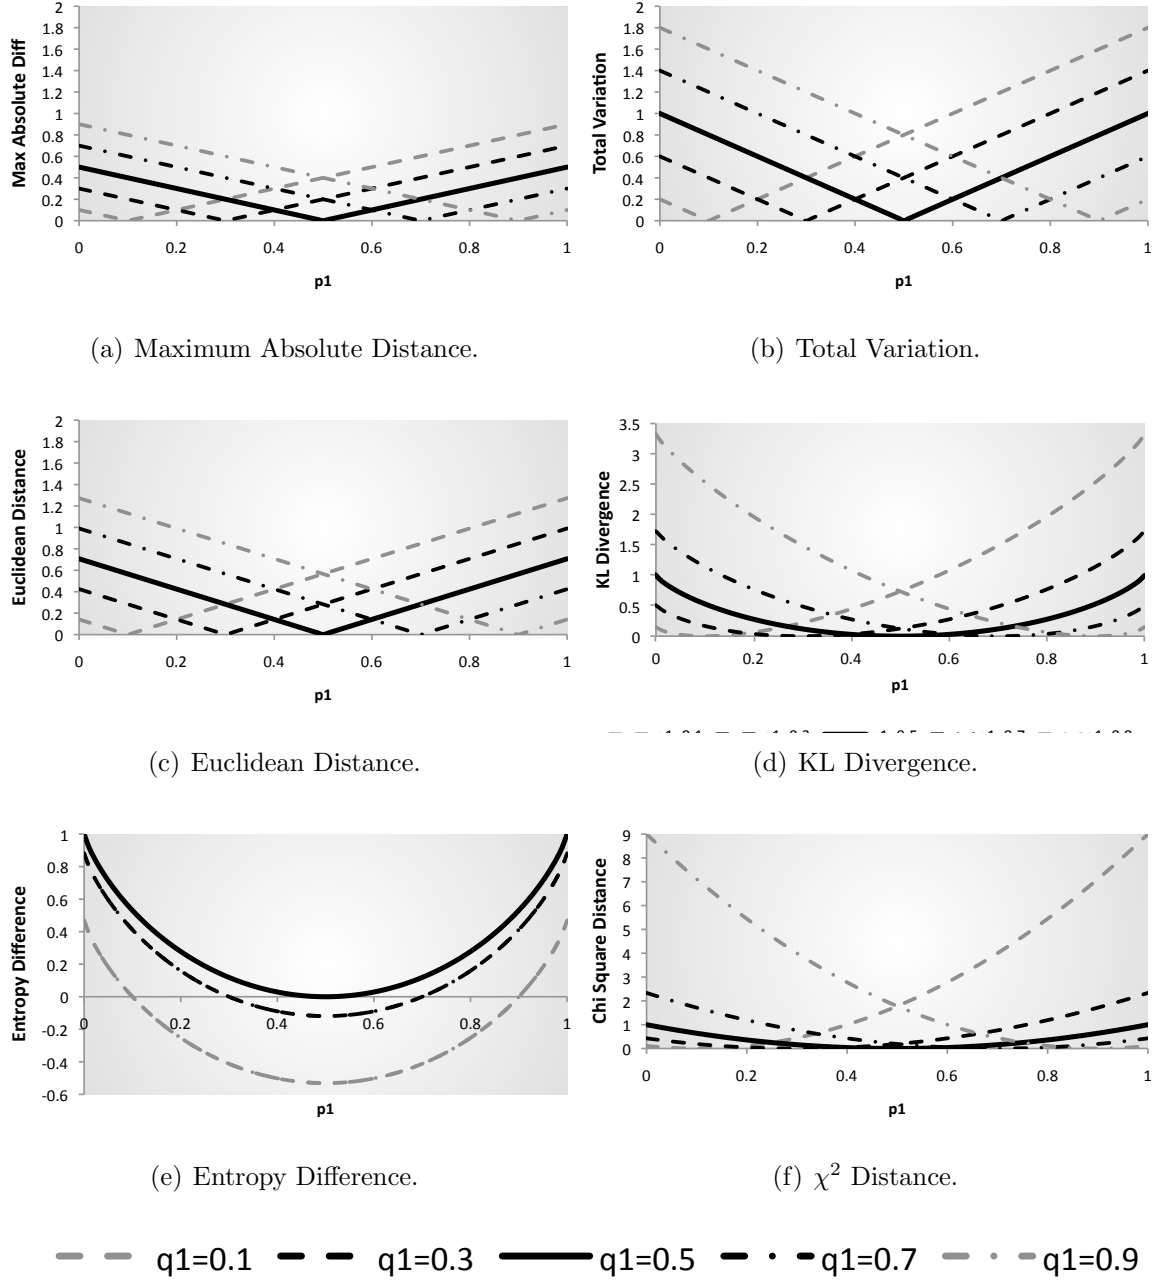 2
1.8
1.6
1.4
1.2
1
0.8
0.6
0.4
0.2
0
Max Absolute Diff
0 0.2 0.4 0.6 0.8 1
p1
(a) Maximum Absolute Distance.
2
1.8
1.6
1.4
1.2
1
0.8
0.6
0.4
0.2
0
Total Variation
0 0.2 0.4 0.6 0.8 1
p1
(b) Total Variation.
2
1.8
1.6
1.4
1.2
1
0.8
0.6
0.4
0.2
0
Euclidean Distance
0 0.2 0.4 0.6 0.8 1
p1
(c) Euclidean Distance.
3.5
3
2.5
2
1.5
1
0.5
0
KL Divergence
0 0.2 0.4 0.6 0.8 1
p1
(d) KL Divergence.
1
0.8
0.6
0.4
0.2
0
-0.2
-0.4
-0.6
Entropy Difference
0 0.2 0.4 0.6 0.8 1
p1
(e) Entropy Difference.
9
8
7
6
5
4
3
2
1
0
Chi Square Distance
0 0.2 0.4 0.6 0.8 1
p1
(f) χ² Distance.
q1=0.1 q1=0.3 q1=0.5 q1=0.7 q1=0.9